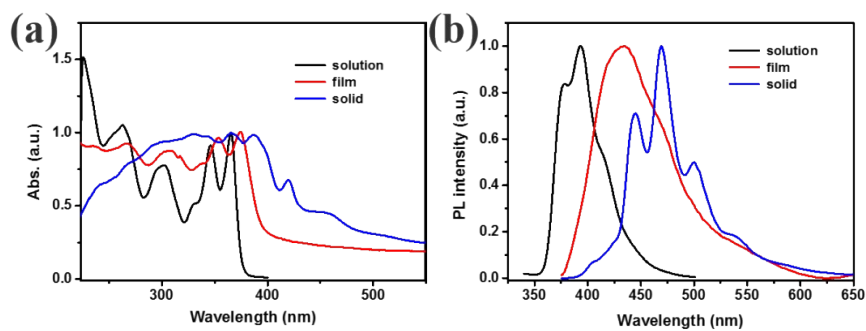 (a)
1.5
1.0
0.5
0.0
Abs. (a.u.)
solution
film
solid
300
400
500
Wavelength (nm)
(b)
1.0
0.8
0.6
0.4
0.2
0.0
PL intensity (a.u.)
solution
film
solid
350
400
450
500
550
600
650
Wavelength (nm)